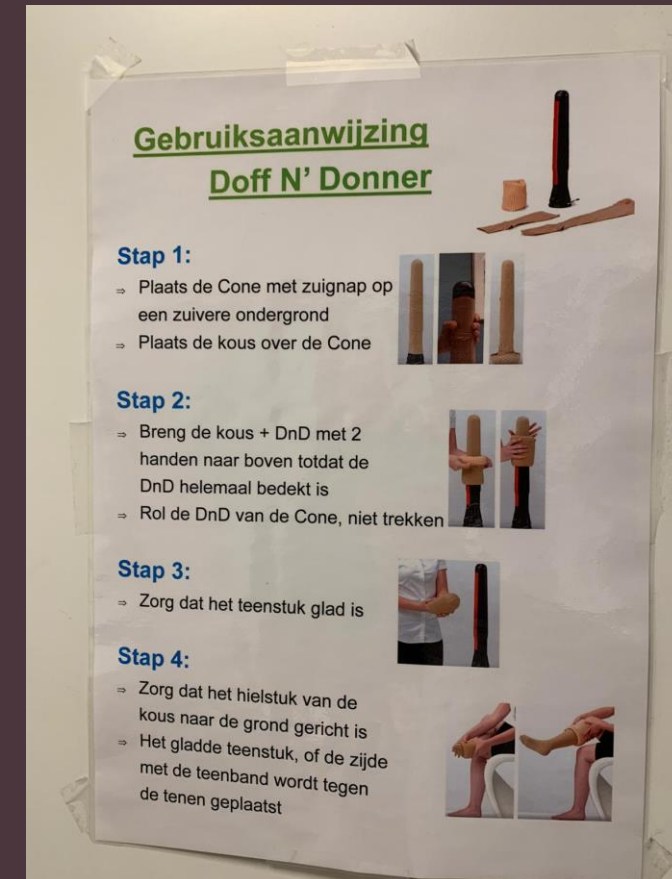 Gebruiksaanwijzing
Doff N' Donner
Stap 1:
⇒ Plaats de Cone met zuignap op
een zuivere ondergrond
⇒ Plaats de kous over de Cone
Stap 2:
⇒ Breng de kous + DnD met 2
handen naar boven totdat de
DnD helemaal bedekt is
⇒ Rol de DnD van de Cone, niet trekken
Stap 3:
⇒ Zorg dat het teenstuk glad is
Stap 4:
⇒ Zorg dat het hielstuk van de
kous naar de grond gericht is
⇒ Het gladde teenstuk, of de zijde
met de teenband wordt tegen
de tenen geplaatst